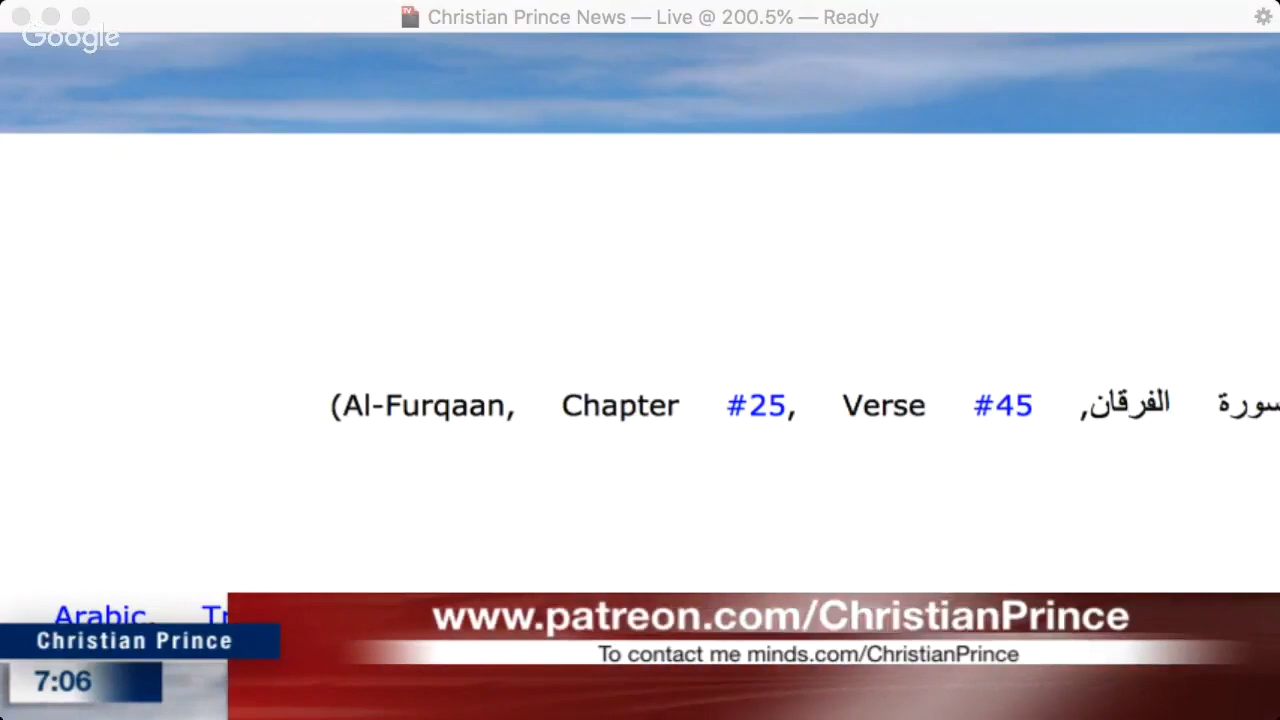 Christian Prince News — Live @ 200.5% — Ready
Google
(Al-Furqaan, Chapter #25, Verse #45 سورة الفرقان,
Arabic,
www.patreon.com/ChristianPrince
Christian Prince
To contact me minds.com/ChristianPrince
7:06